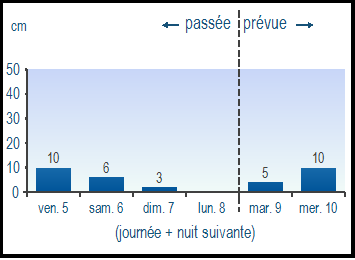 ← passée prévue →
cm
50
40
30
20
10
0
10
6
3
5
10
ven. 5 sam. 6 dim. 7 lun. 8 mar. 9 mer. 10
(journée + nuit suivante)